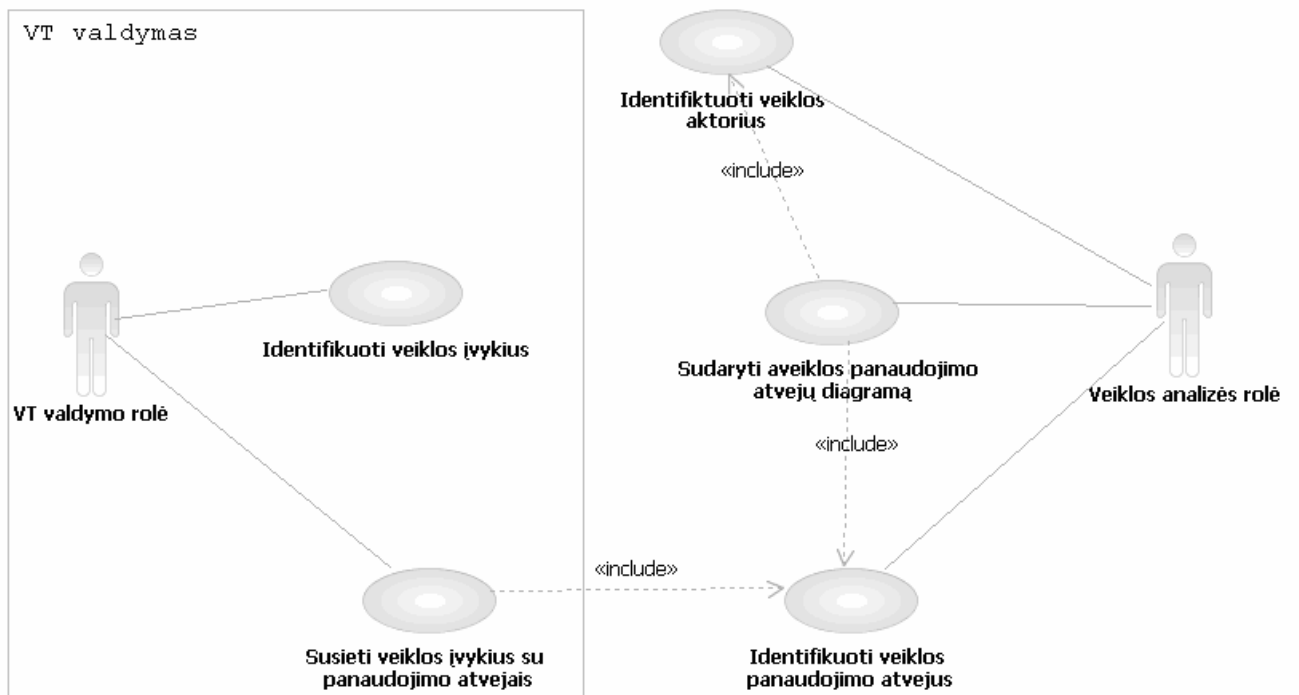 VT valdymas
Identifiktuoti veiklos
aktorius
«include»
Identifikuoti veiklos įvykius
VT valdymo rolė
Sudaryti aveiklos panaudojimo
atvejų diagramą
Veiklos analizės rolė
«include»
«include»
Susieti veiklos įvykius su
panaudojimo atvejais
Identifikuoti veiklos
panaudojimo atvejus